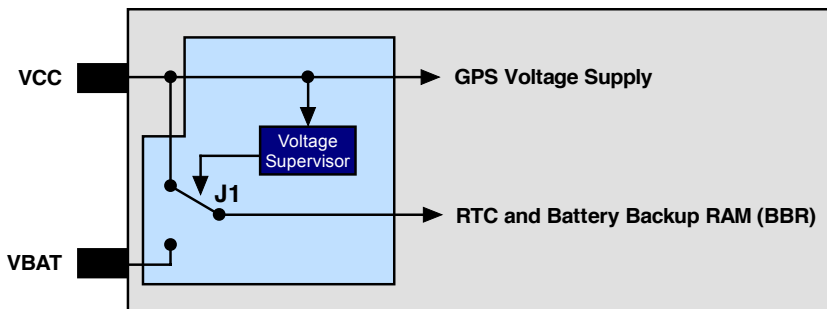 VCC
GPS Voltage Supply
Voltage
Supervisor
J1
RTC and Battery Backup RAM (BBR)
VBAT